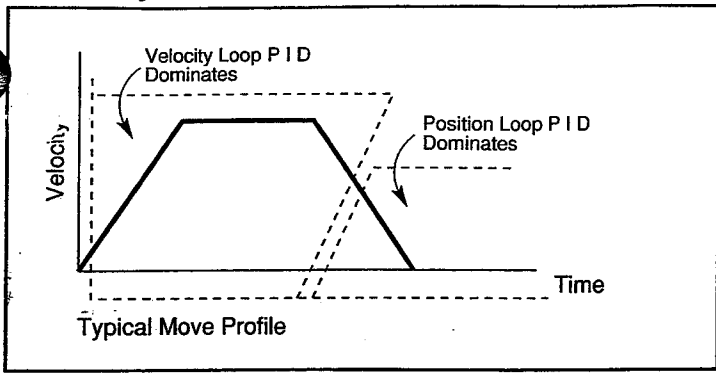 Velocity Loop P I D
Dominates
Position Loop P I D
Dominates
Velocity
Time
Typical Move Profile